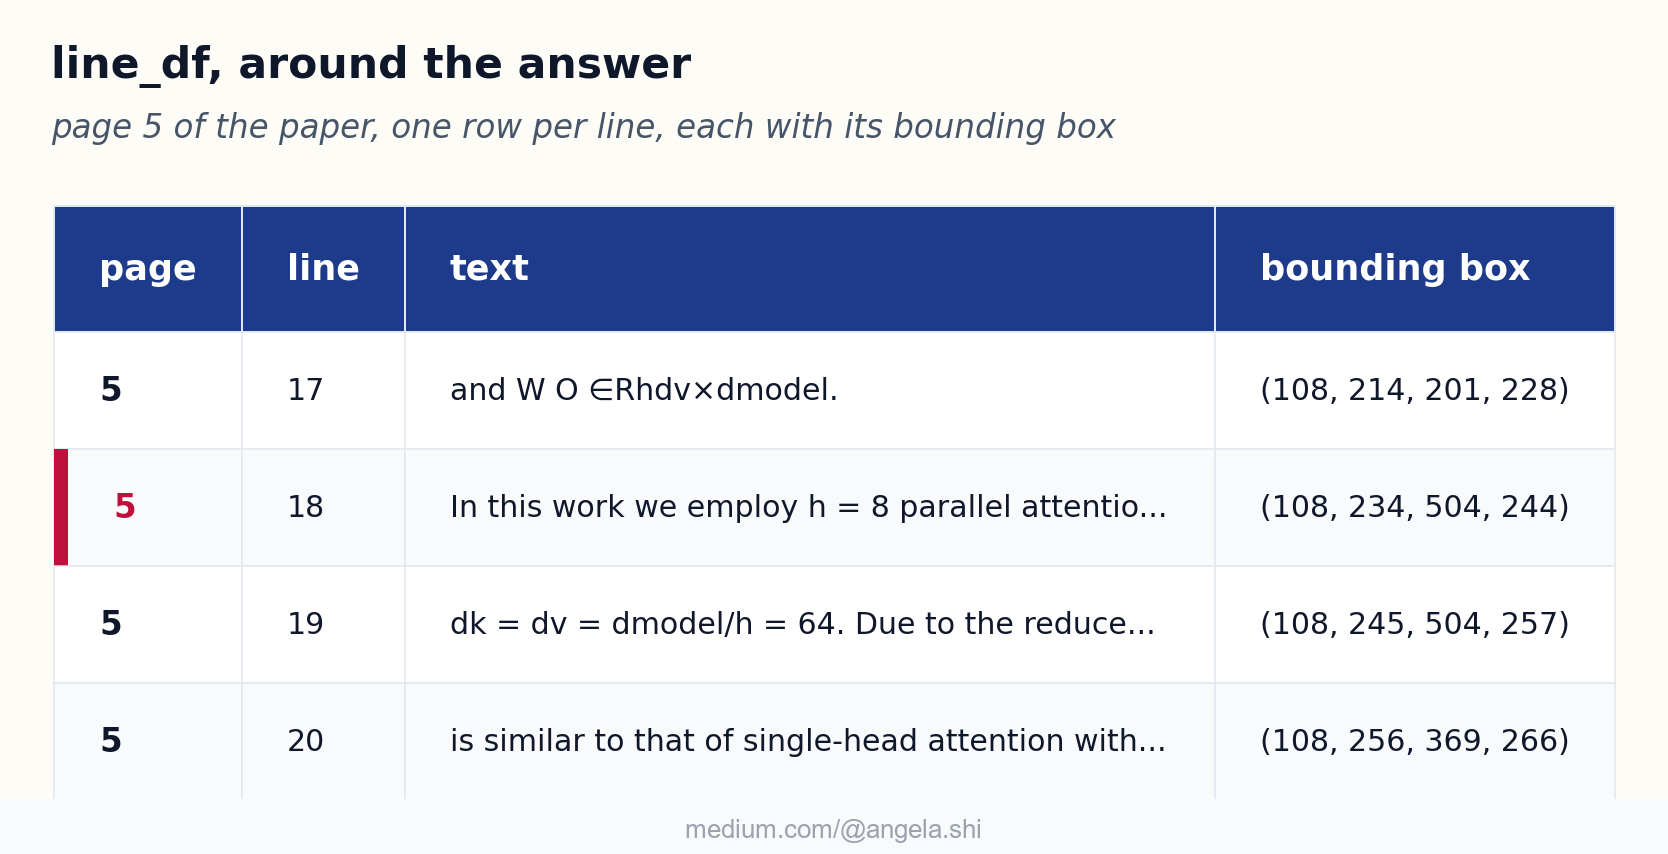 line_df, around the answer
page 5 of the paper, one row per line, each with its bounding box
page line text bounding box
5 17 and W O ∈Rhdv×dmodel. (108, 214, 201, 228)
5 18 In this work we employ h = 8 parallel attentio... (108, 234, 504, 244)
5 19 dk = dv = dmodel/h = 64. Due to the reduce... (108, 245, 504, 257)
5 20 is similar to that of single-head attention with... (108, 256, 369, 266)
medium.com/@angela.shi